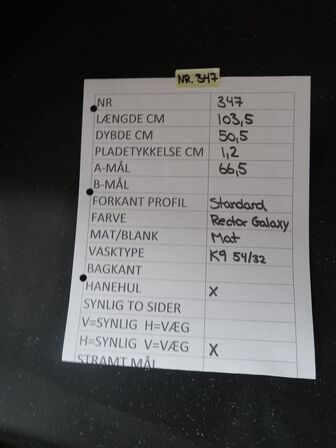 NR. 347
NR 347
LÆNGDE CM 103,5
DYBDE CM 50,5
PLADETYKKELSE CM 1,2
A-MÅL 66,5
B-MÅL
FORKANT PROFIL Standard
FARVE Rector Galaxy
MAT/BLANK Mat
VASKTYPE K9 54/32
BAGKANT
HANEHUL X
SYNLIG TO SIDER
V=SYNLIG H=VÆG
H=SYNLIG V=VÆG X
STRAMT MÅL